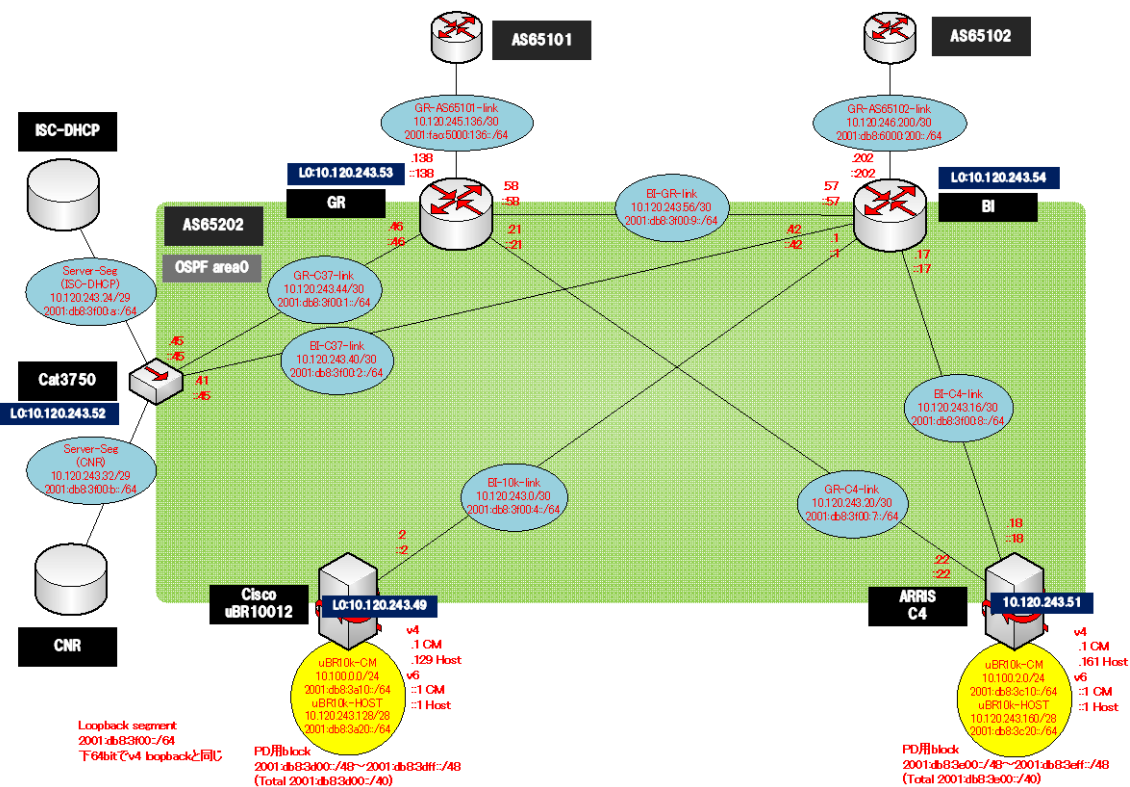 AS65101
AS65102
GR-AS65101-link
10.120.245.136/30
2001:fao:5000:136::/64
GR-AS65102-link
10.120.246.200/30
2001:db8:6000:200::/64
ISC-DHCP
.138
::138
.202
::202
L0:10.120.243.53
GR
.58
::58
BI-GR-link
10.120.243.56/30
2001:db8:3f00:9::/64
.57
::57
L0:10.120.243.54
BI
AS65202
OSPF area0
.46
::46
.21
::21
.42
::42
.1
::1
.17
::17
Server-Seg
(ISC-DHCP)
10.120.243.24/29
2001:db8:3f00:a::/64
GR-C37-link
10.120.243.44/30
2001:db8:3f00:1::/64
.45
::45
BI-C37-link
10.120.243.40/30
2001:db8:3f00:2::/64
Cat3750
L0:10.120.243.52
.41
::45
BI-C4-link
10.120.243.16/30
2001:db8:3f00:8::/64
Server-Seg
(CNR)
10.120.243.32/29
2001:db8:3f00:b::/64
BI-10k-link
10.120.243.0/30
2001:db8:3f00:4::/64
GR-C4-link
10.120.243.20/30
2001:db8:3f00:7::/64
.2
::2
.18
::18
.22
::22
Cisco
uBR10012
L0:10.120.243.49
ARRIS
C4
10.120.243.51
CNR
v4
.1 CM
.129 Host
v6
::1 CM
::1 Host
uBR10k-CM
10.100.0.0/24
2001:db8:3a10::/64
uBR10k-HOST
10.120.243.128/28
2001:db8:3a20::/64
v4
.1 CM
.161 Host
v6
::1 CM
::1 Host
uBR10k-CM
10.100.2.0/24
2001:db8:3c10::/64
uBR10k-HOST
10.120.243.160/28
2001:db8:3c20::/64
Loopback segment
2001:db8:3f00::/64
下64bitでv4 loopbackと同じ
PD用block
2001:db8:3d00::/48～2001:db8:3dff::/48
(Total 2001:db8:3d00::/40)
PD用block
2001:db8:3e00::/48～2001:db8:3eff::/48
(Total 2001:db8:3e00::/40)